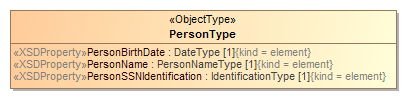 «ObjectType»
PersonType
«XSDProperty»PersonBirthDate : DateType [1]{kind = element}
«XSDProperty»PersonName : PersonNameType [1]{kind = element}
«XSDProperty»PersonSSNIdentification : IdentificationType [1]{kind = element}